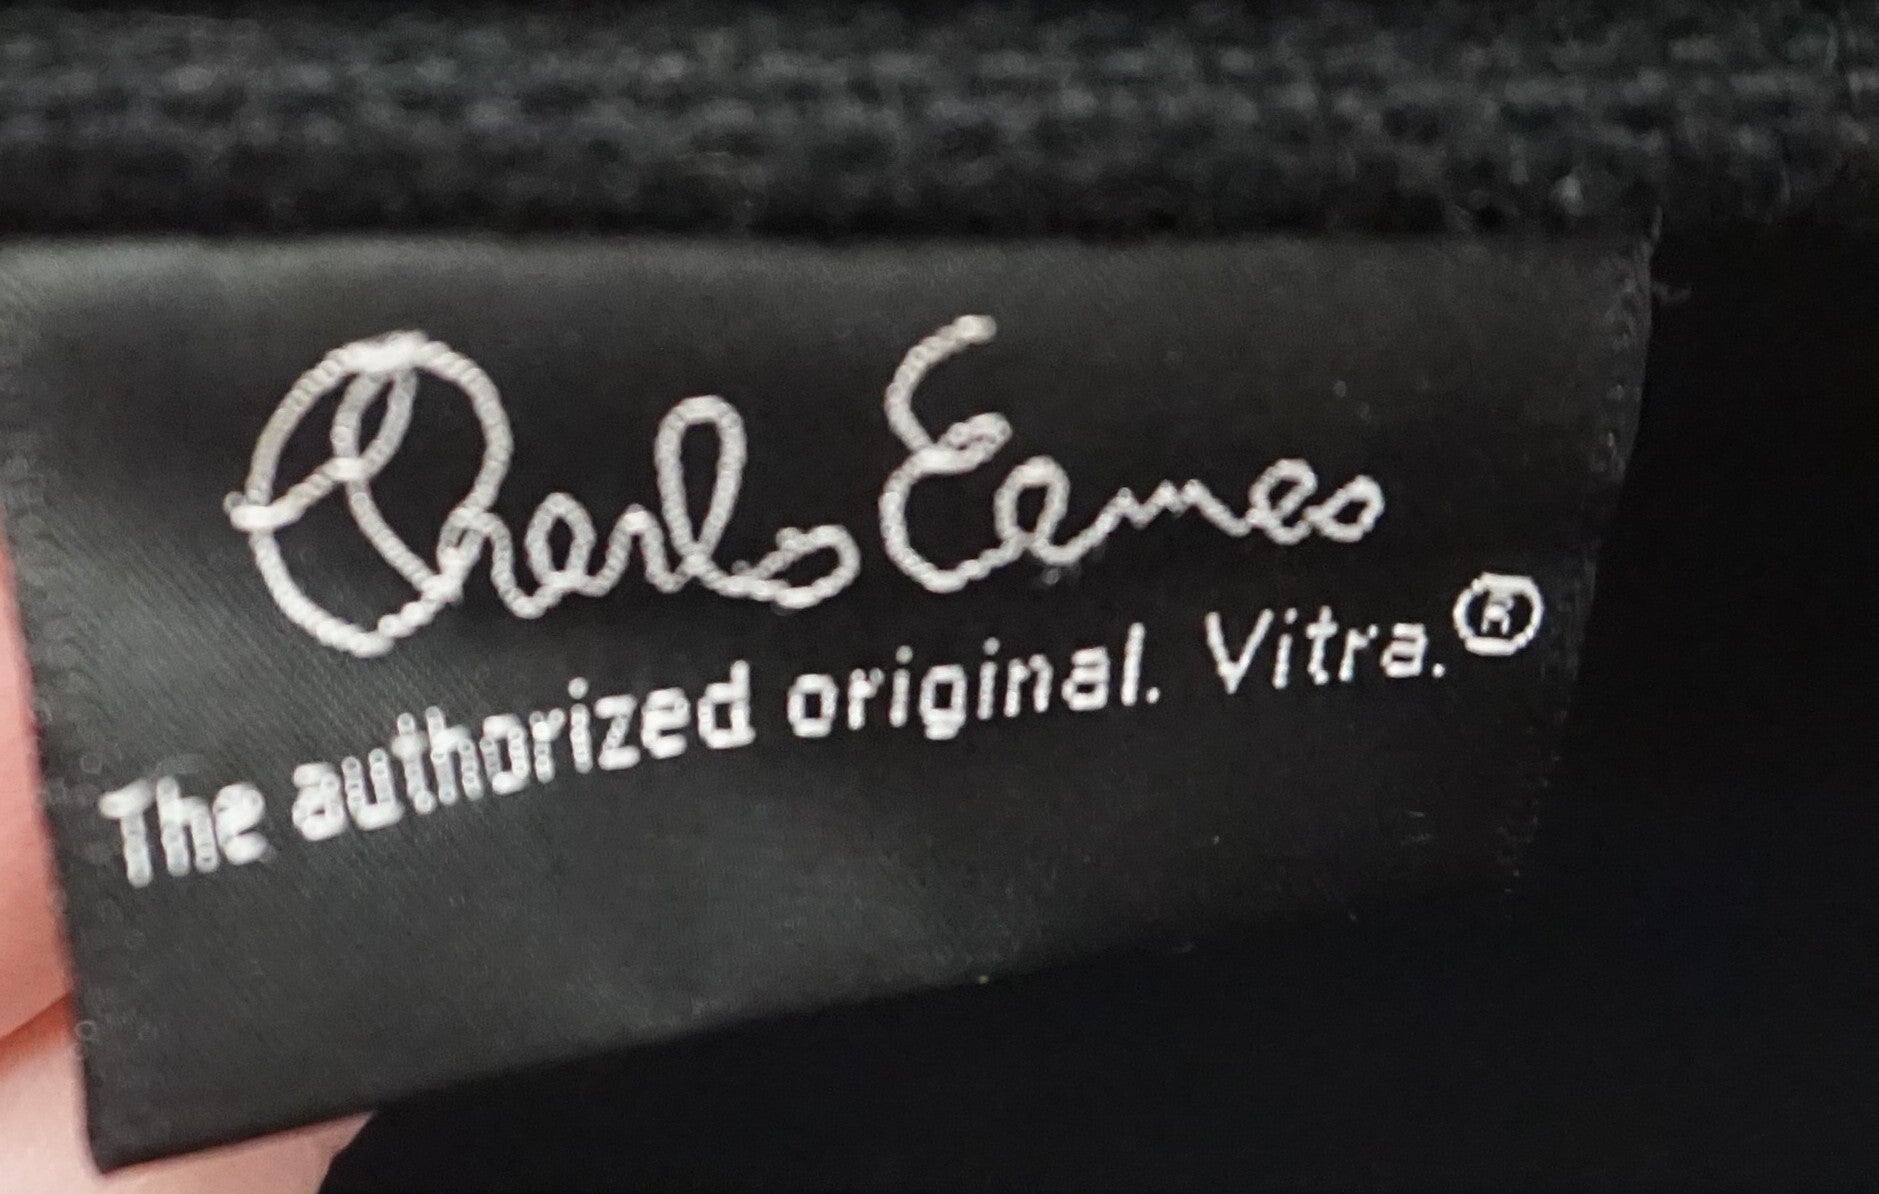 Charles Eames
The authorized original. Vitra.®